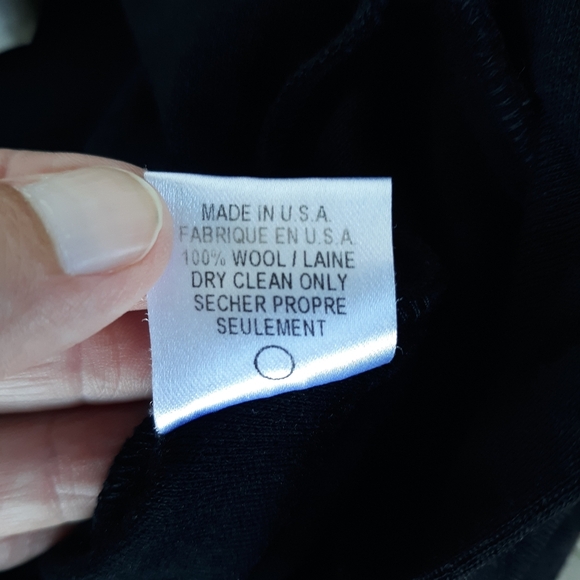 MADE IN U.S.A.
FABRIQUE EN U.S.A.
100% WOOL / LAINE
DRY CLEAN ONLY
SECHER PROPRE
SEULEMENT